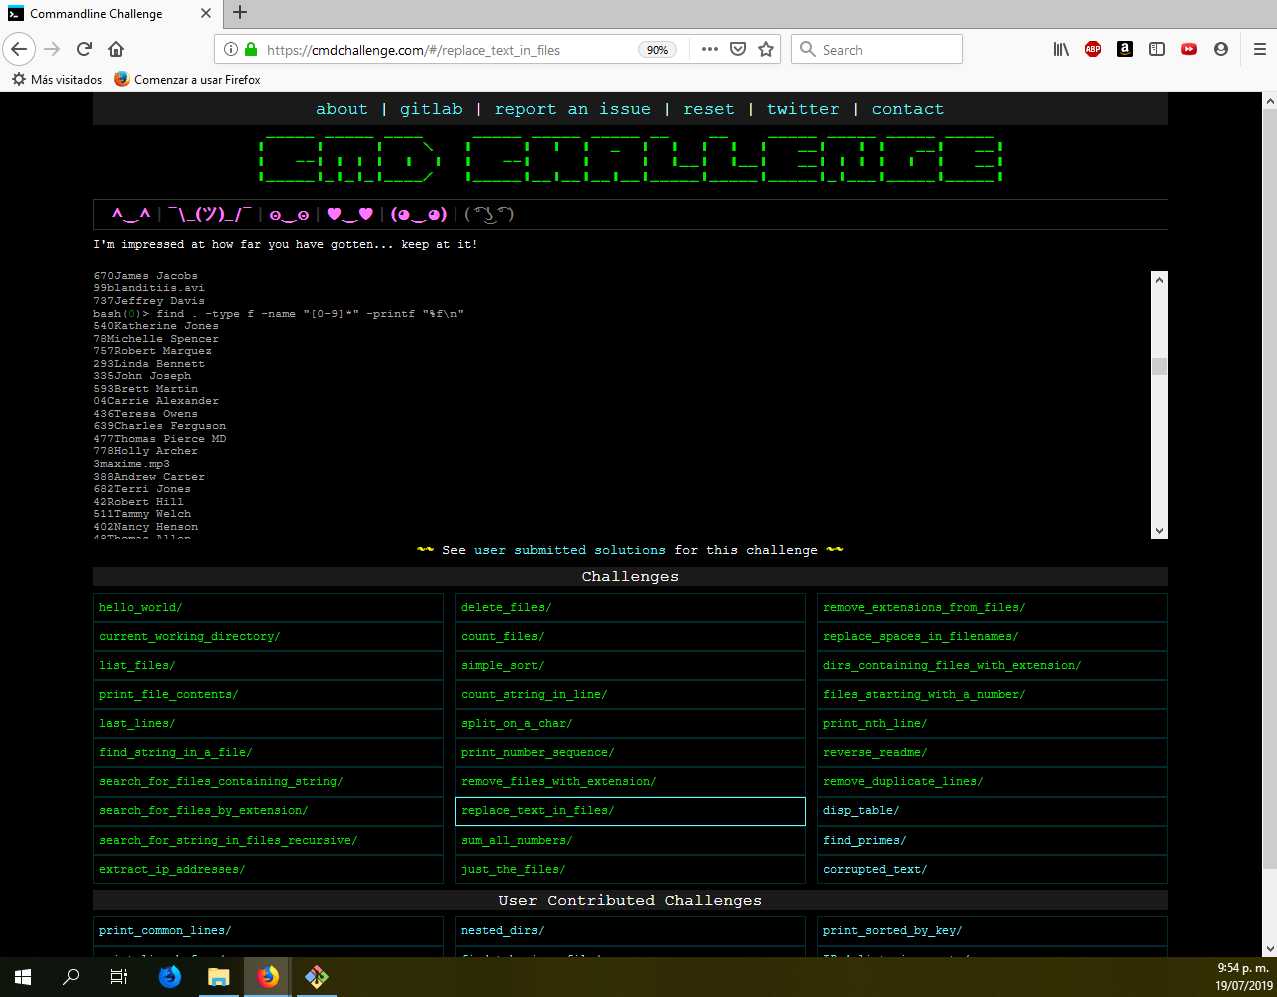 Commandline Challenge
https://cmdchallenge.com/#/replace_text_in_files
90%
Search
ABP
Más visitados
Comenzar a usar Firefox
about | gitlab | report an issue | reset | twitter | contact
CMD CHALLENGE
^‿^ | ¯\_(ツ)_/¯ | ʘ‿ʘ | ♥‿♥ | (◕‿◕) | ( ͡° ͜ʖ ͡°)
I'm impressed at how far you have gotten... keep at it!
670James Jacobs
99blanditiis.avi
737Jeffrey Davis
bash(0)> find . -type f -name "[0-9]*" -printf "%f\n"
540Katherine Jones
78Michelle Spencer
757Robert Marquez
293Linda Bennett
335John Joseph
593Brett Martin
04Carrie Alexander
436Teresa Owens
639Charles Ferguson
477Thomas Pierce MD
778Holly Archer
3maxime.mp3
388Andrew Carter
682Terri Jones
42Robert Hill
511Tammy Welch
402Nancy Henson
48Thomas Allen
~~ See user submitted solutions for this challenge ~~
Challenges
hello_world/ delete_files/ remove_extensions_from_files/
current_working_directory/ count_files/ replace_spaces_in_filenames/
list_files/ simple_sort/ dirs_containing_files_with_extension/
print_file_contents/ count_string_in_line/ files_starting_with_a_number/
last_lines/ split_on_a_char/ print_nth_line/
find_string_in_a_file/ print_number_sequence/ reverse_readme/
search_for_files_containing_string/ remove_files_with_extension/ remove_duplicate_lines/
search_for_files_by_extension/ replace_text_in_files/ disp_table/
search_for_string_in_files_recursive/ sum_all_numbers/ find_primes/
extract_ip_addresses/ just_the_files/ corrupted_text/
User Contributed Challenges
print_common_lines/ nested_dirs/ print_sorted_by_key/
9:54 p. m.
19/07/2019